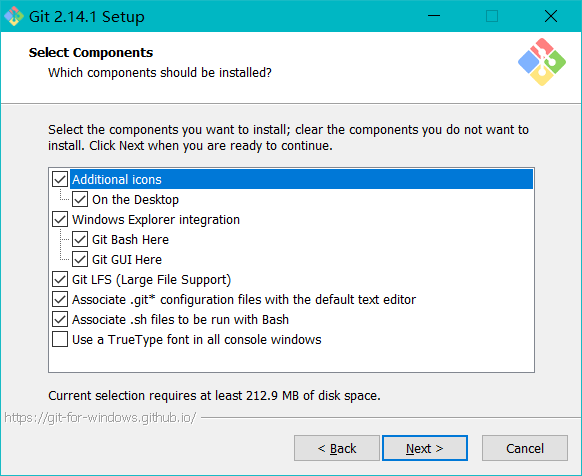 Git 2.14.1 Setup
Select Components
Which components should be installed?
Select the components you want to install; clear the components you do not want to
install. Click Next when you are ready to continue.
Additional icons
On the Desktop
Windows Explorer integration
Git Bash Here
Git GUI Here
Git LFS (Large File Support)
Associate .git* configuration files with the default text editor
Associate .sh files to be run with Bash
Use a TrueType font in all console windows
Current selection requires at least 212.9 MB of disk space.
https://git-for-windows.github.io/
< Back
Next >
Cancel